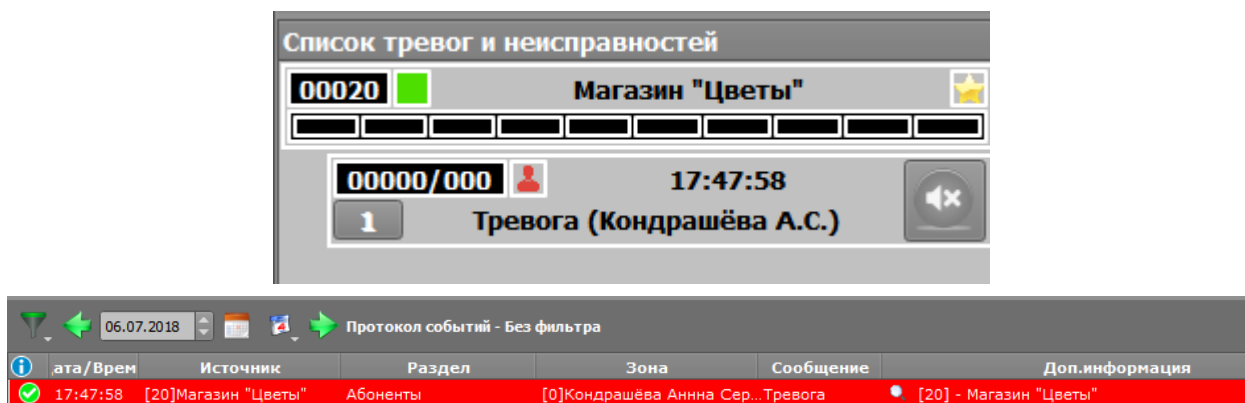 Список тревог и неисправностей
00020 Магазин "Цветы"
00000/000 17:47:58
1 Тревога (Кондрашёва А.С.)
06.07.2018 Протокол событий - Без фильтра
ата/Врем Источник Раздел Зона Сообщение Доп.информация
17:47:58 [20]Магазин "Цветы" Абоненты [0]Кондрашёва Аннна Сер...Тревога [20] - Магазин "Цветы"